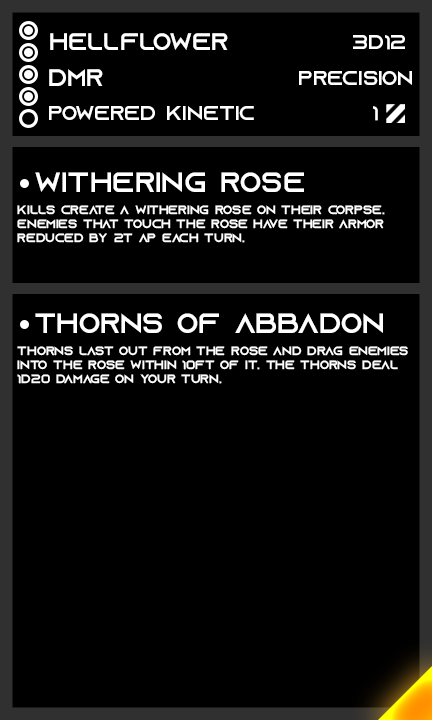 HELLFLOWER 3D12
DMR PRECISION
POWERED KINETIC 1
• WITHERING ROSE
KILLS CREATE A WITHERING ROSE ON THEIR CORPSE.
ENEMIES THAT TOUCH THE ROSE HAVE THEIR ARMOR
REDUCED BY 2T AP EACH TURN.
• THORNS OF ABBADON
THORNS LAST OUT FROM THE ROSE AND DRAG ENEMIES
INTO THE ROSE WITHIN 10FT OF IT. THE THORNS DEAL
1D20 DAMAGE ON YOUR TURN.